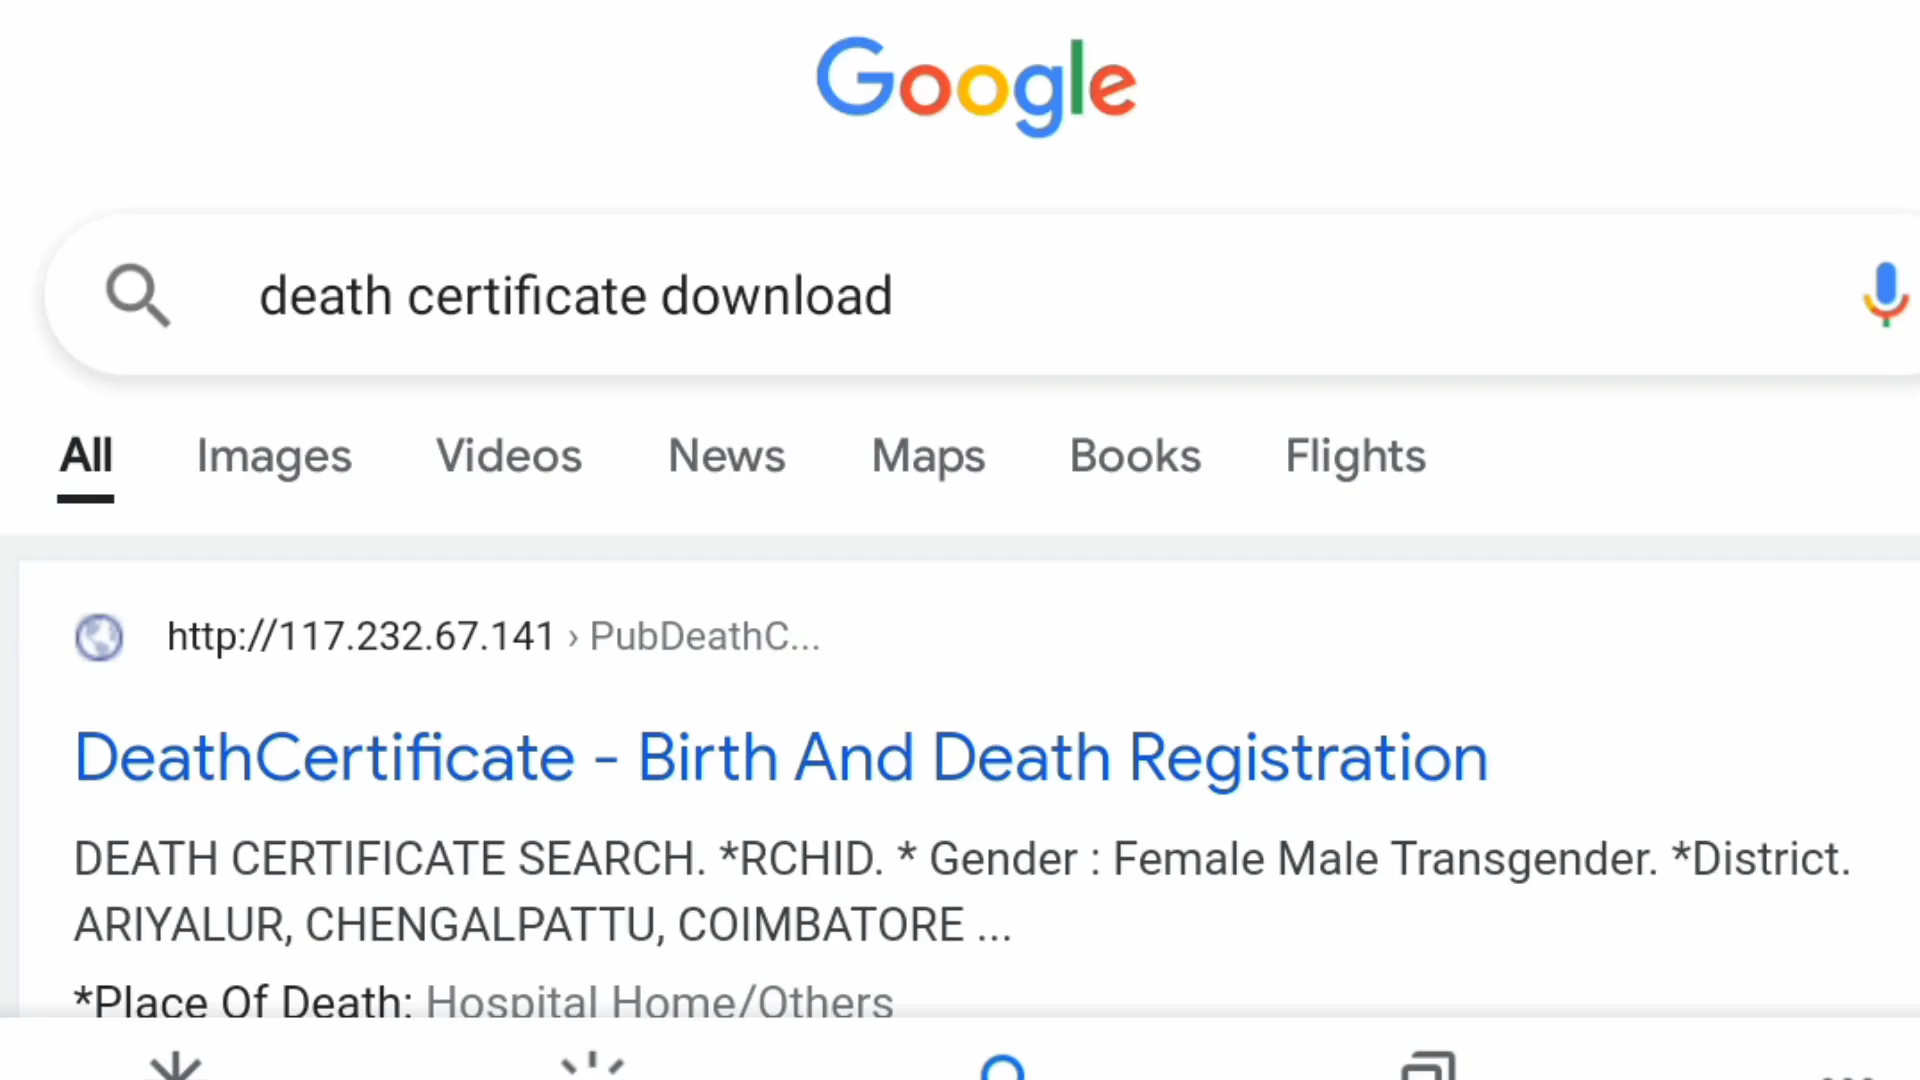 Google
death certificate download
All Images Videos News Maps Books Flights
http://117.232.67.141 › PubDeathC...
DeathCertificate - Birth And Death Registration
DEATH CERTIFICATE SEARCH. *RCHID. * Gender : Female Male Transgender. *District.
ARIYALUR, CHENGALPATTU, COIMBATORE ...
*Place Of Death: Hospital Home/Others